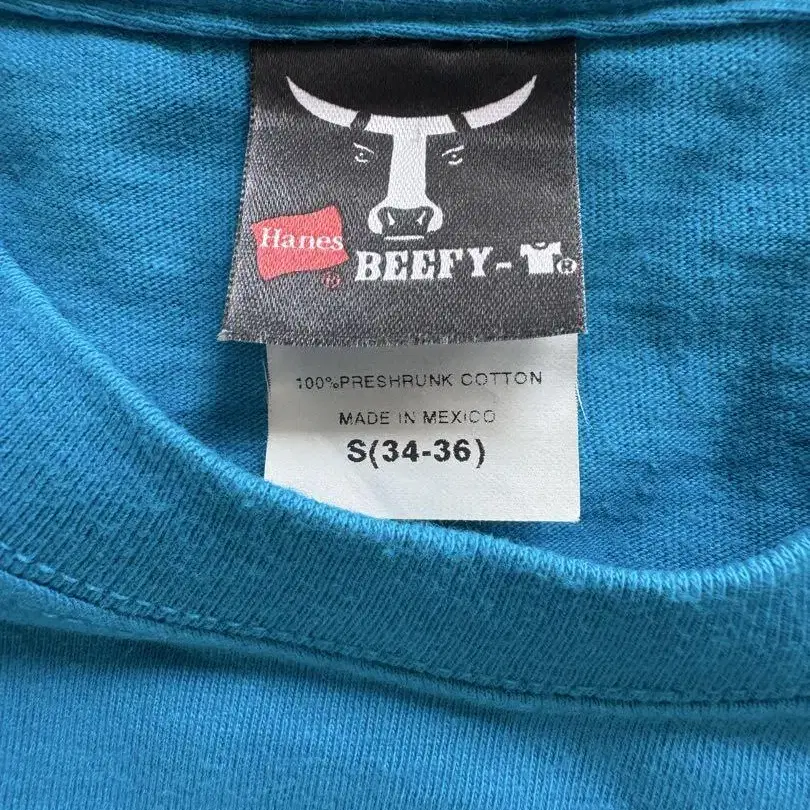 Hanes ®
BEEFY- ®
100%PRESHRUNK COTTON
MADE IN MEXICO
S(34-36)